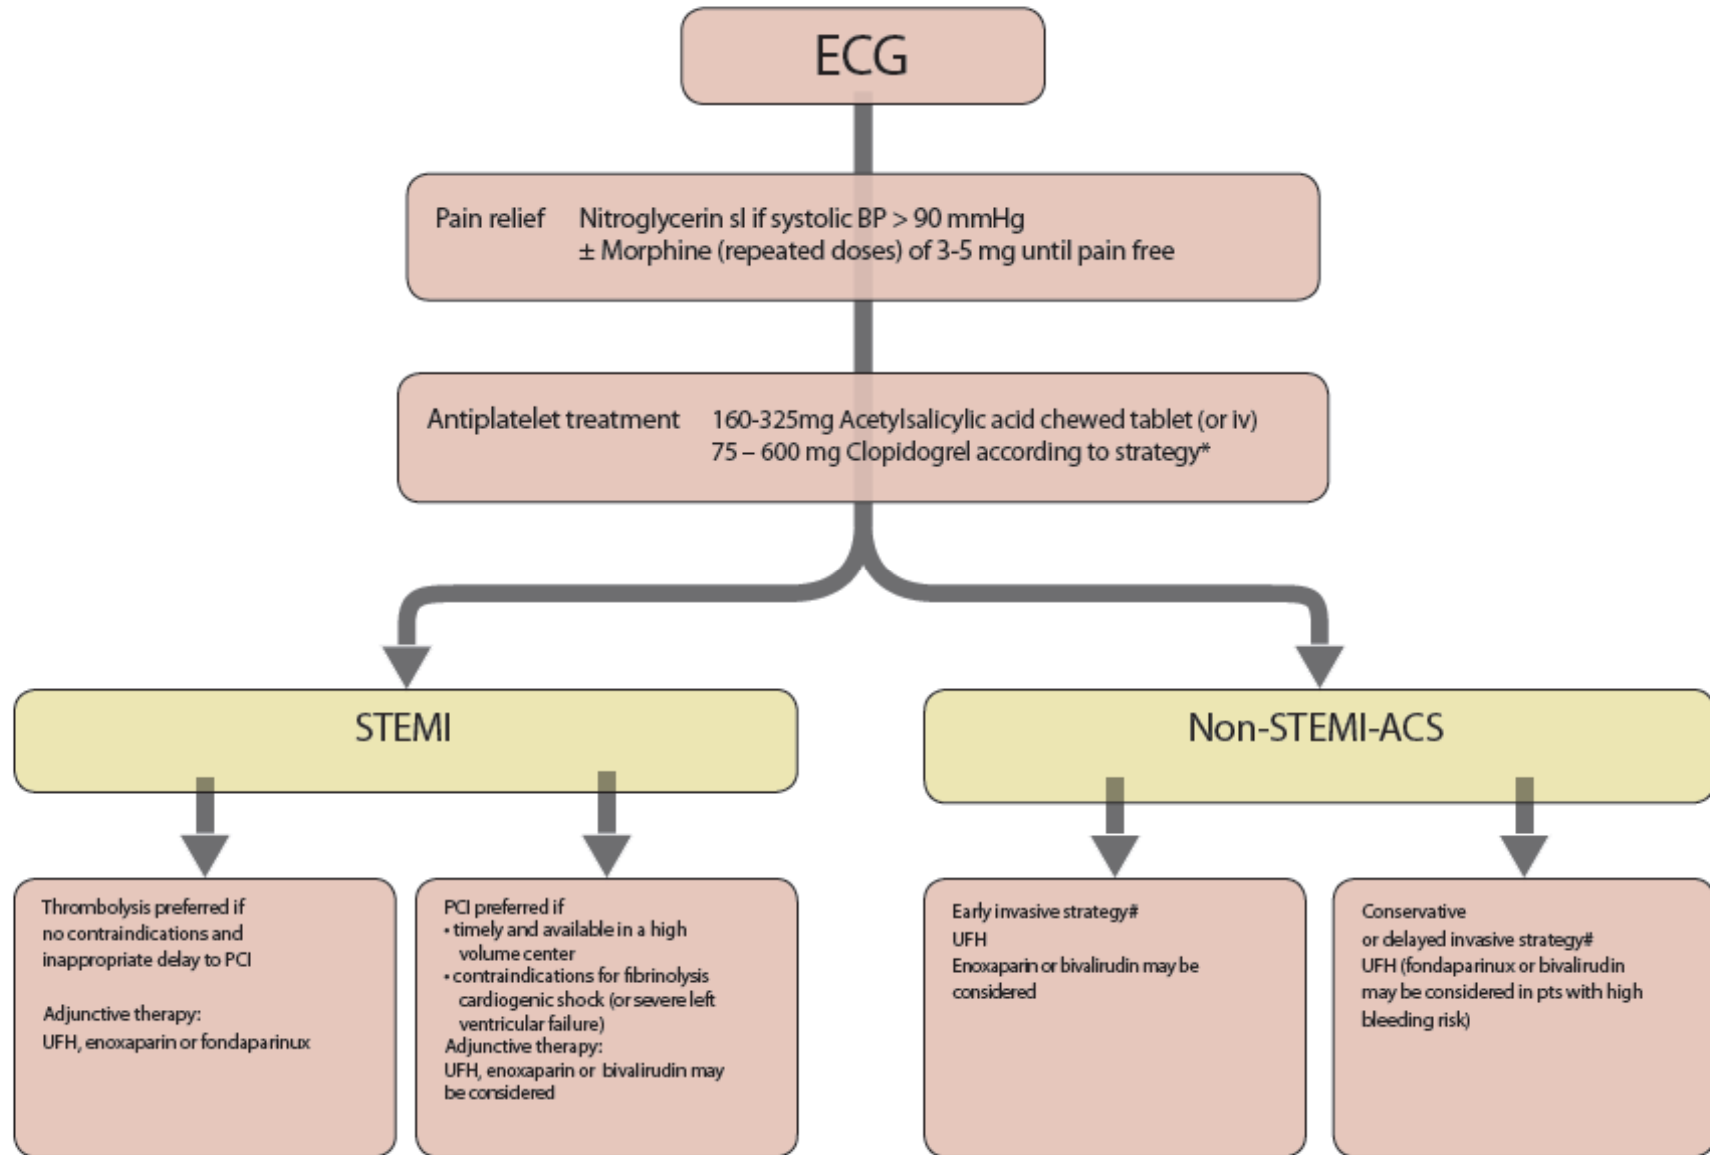 ECG
Pain relief Nitroglycerin sl if systolic BP > 90 mmHg
± Morphine (repeated doses) of 3-5 mg until pain free
Antiplatelet treatment 160-325mg Acetylsalicylic acid chewed tablet (or iv)
75 – 600 mg Clopidogrel according to strategy*
STEMI
Thrombolysis preferred if
no contraindications and
inappropriate delay to PCI
Adjunctive therapy:
UFH, enoxaparin or fondaparinux
PCI preferred if
• timely and available in a high
volume center
• contraindications for fibrinolysis
cardiogenic shock (or severe left
ventricular failure)
Adjunctive therapy:
UFH, enoxaparin or bivalirudin may
be considered
Non-STEMI-ACS
Early invasive strategy#
UFH
Enoxaparin or bivalirudin may be
considered
Conservative
or delayed invasive strategy#
UFH (fondaparinux or bivalirudin
may be considered in pts with high
bleeding risk)